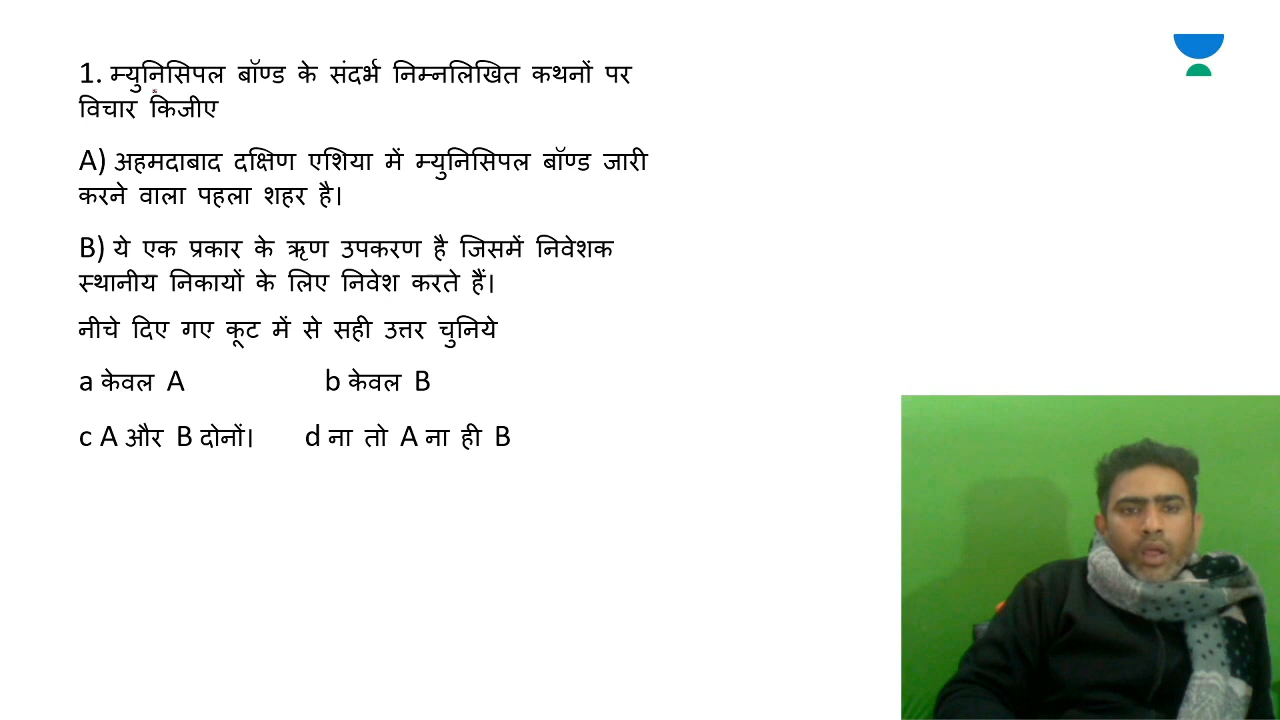 1. म्युनिसिपल बॉण्ड के संदर्भ निम्नलिखित कथनों पर
विचार किजीए
A) अहमदाबाद दक्षिण एशिया में म्युनिसिपल बॉण्ड जारी
करने वाला पहला शहर है।
B) ये एक प्रकार के ऋण उपकरण है जिसमें निवेशक
स्थानीय निकायों के लिए निवेश करते हैं।
नीचे दिए गए कूट में से सही उत्तर चुनिये
a केवल A b केवल B
c A और B दोनों। d ना तो A ना ही B